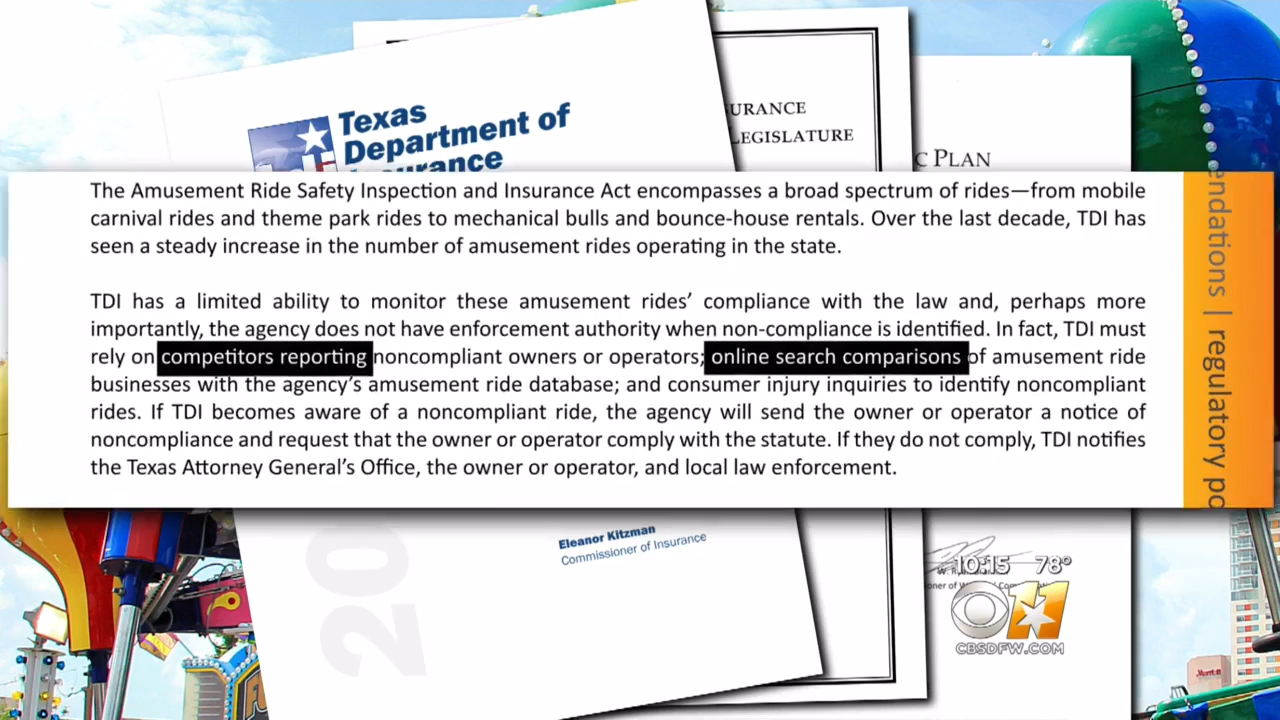 Texas
Department of
Insurance
URANCE
LEGISLATURE
C PLAN
The Amusement Ride Safety Inspection and Insurance Act encompasses a broad spectrum of rides—from mobile
carnival rides and theme park rides to mechanical bulls and bounce-house rentals. Over the last decade, TDI has
seen a steady increase in the number of amusement rides operating in the state.
TDI has a limited ability to monitor these amusement rides’ compliance with the law and, perhaps more
importantly, the agency does not have enforcement authority when non-compliance is identified. In fact, TDI must
rely on competitors reporting noncompliant owners or operators; online search comparisons of amusement ride
businesses with the agency’s amusement ride database; and consumer injury inquiries to identify noncompliant
rides. If TDI becomes aware of a noncompliant ride, the agency will send the owner or operator a notice of
noncompliance and request that the owner or operator comply with the statute. If they do not comply, TDI notifies
the Texas Attorney General’s Office, the owner or operator, and local law enforcement.
endations | regulatory po
20
Eleanor Kitzman
Commissioner of Insurance
10:15 78°
11
CBSDFW.COM
Marriott